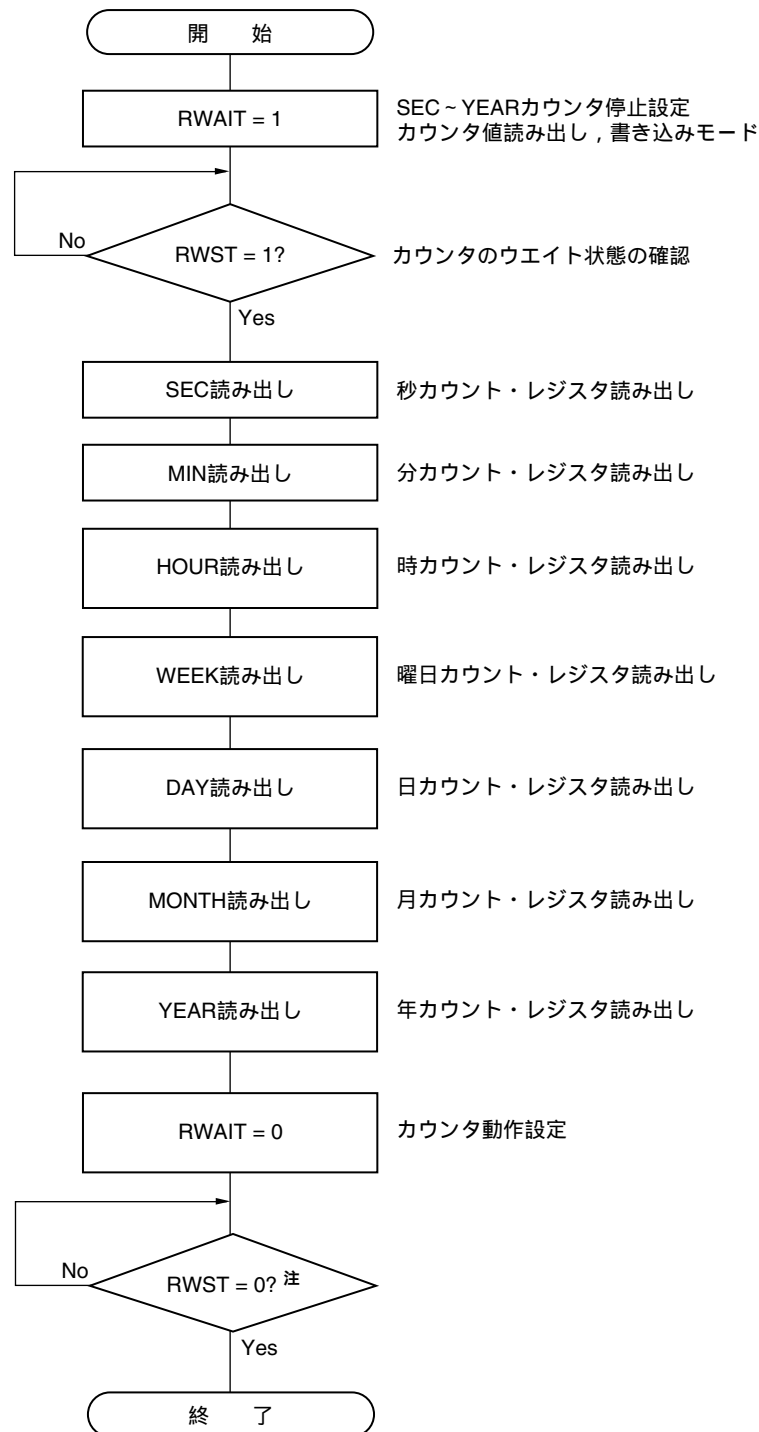 開 始
RWAIT = 1
SEC~YEARカウンタ停止設定
カウンタ値読み出し,書き込みモード
No
RWST = 1?
カウンタのウエイト状態の確認
Yes
SEC読み出し
秒カウント・レジスタ読み出し
MIN読み出し
分カウント・レジスタ読み出し
HOUR読み出し
時カウント・レジスタ読み出し
WEEK読み出し
曜日カウント・レジスタ読み出し
DAY読み出し
日カウント・レジスタ読み出し
MONTH読み出し
月カウント・レジスタ読み出し
YEAR読み出し
年カウント・レジスタ読み出し
RWAIT = 0
カウンタ動作設定
No
RWST = 0? 注
Yes
終 了